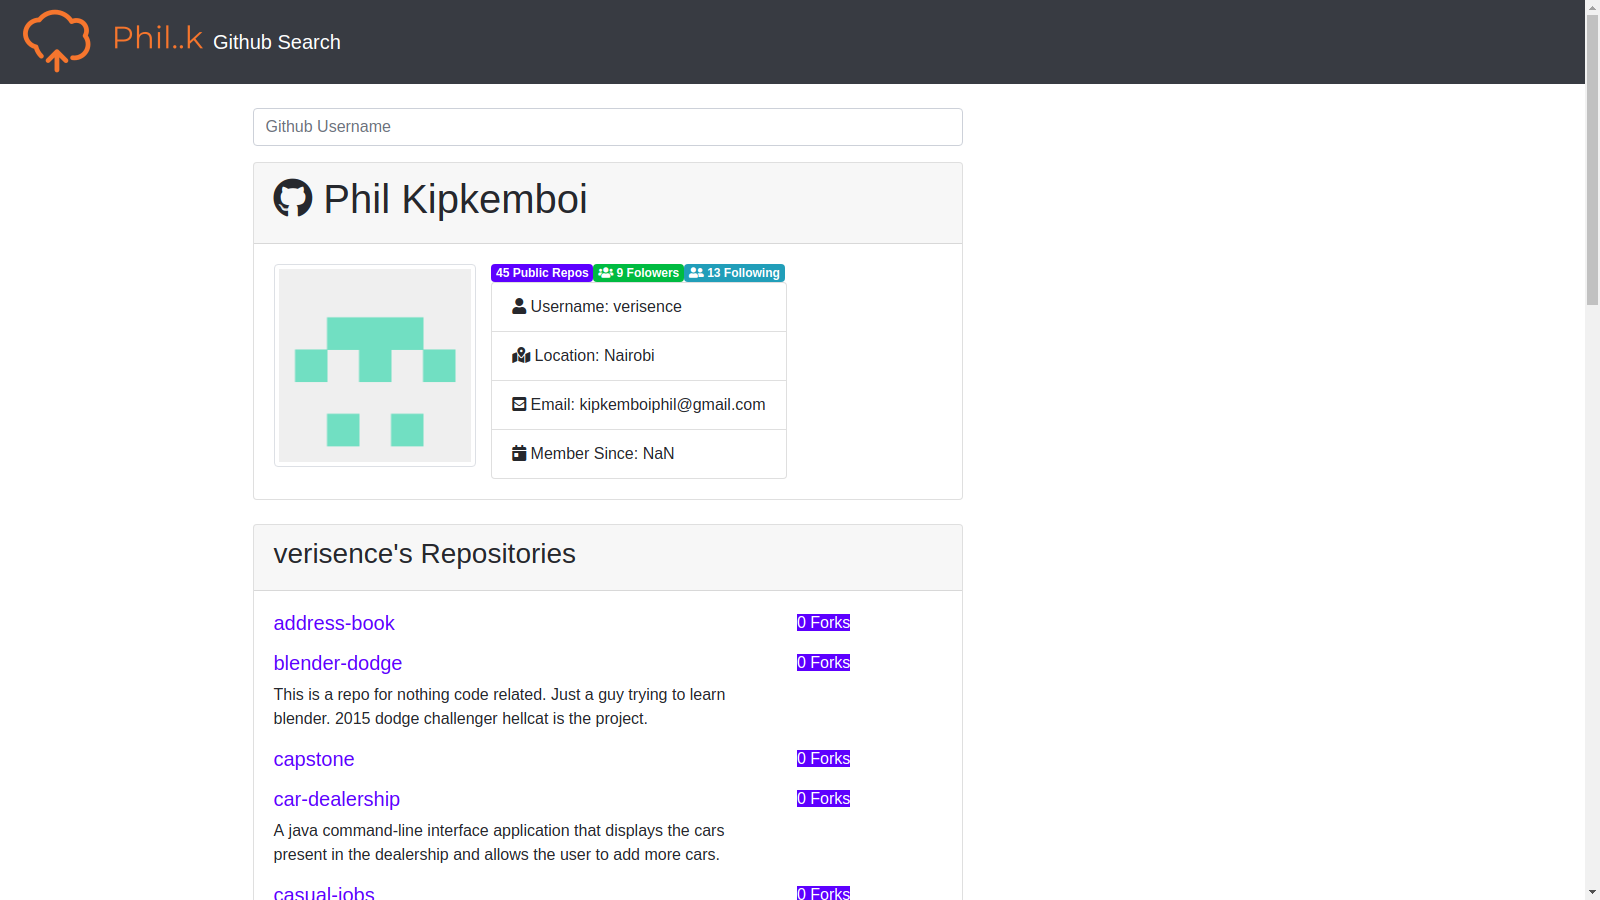 Phil..k Github Search
Github Username
Phil Kipkemboi
45 Public Repos 9 Folowers 13 Following
Username: verisence
Location: Nairobi
Email: kipkemboiphil@gmail.com
Member Since: NaN
verisence's Repositories
address-book 0 Forks
blender-dodge 0 Forks
This is a repo for nothing code related. Just a guy trying to learn
blender. 2015 dodge challenger hellcat is the project.
capstone 0 Forks
car-dealership 0 Forks
A java command-line interface application that displays the cars
present in the dealership and allows the user to add more cars.
casual-jobs 0 Forks